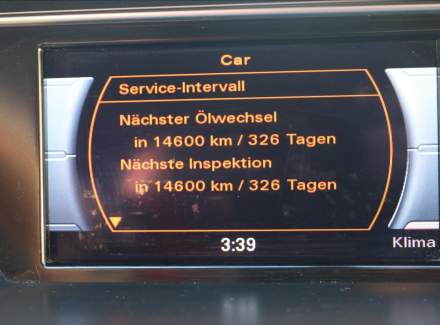 Car
Service-Intervall
Nächster Ölwechsel
in 14600 km / 326 Tagen
Nächste Inspektion
in 14600 km / 326 Tagen
3:39
Klima